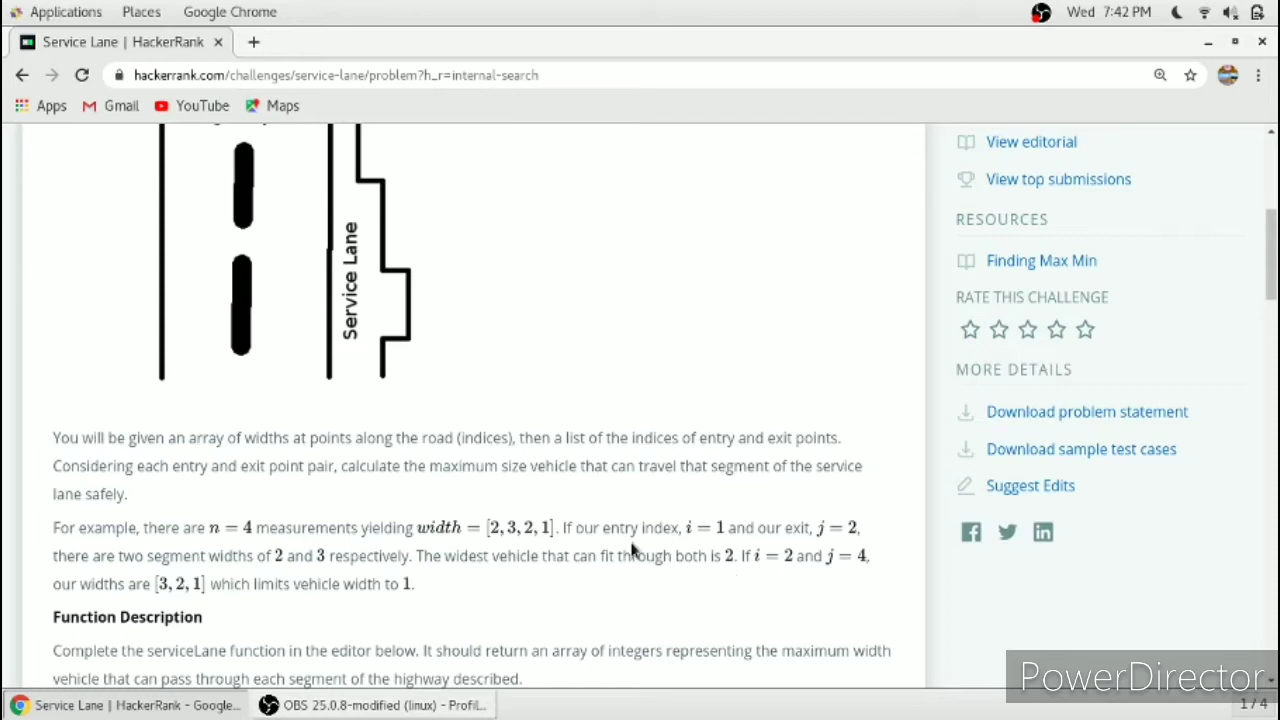 Applications Places Google Chrome Wed 7:42 PM
Service Lane | HackerRank
hackerrank.com/challenges/service-lane/problem?h_r=internal-search
Apps Gmail YouTube Maps
Service Lane
You will be given an array of widths at points along the road (indices), then a list of the indices of entry and exit points.
Considering each entry and exit point pair, calculate the maximum size vehicle that can travel that segment of the service
lane safely.
For example, there are n = 4 measurements yielding width = [2, 3, 2, 1]. If our entry index, i = 1 and our exit, j = 2,
there are two segment widths of 2 and 3 respectively. The widest vehicle that can fit through both is 2. If i = 2 and j = 4,
our widths are [3, 2, 1] which limits vehicle width to 1.
Function Description
Complete the serviceLane function in the editor below. It should return an array of integers representing the maximum width
vehicle that can pass through each segment of the highway described.
View editorial
View top submissions
RESOURCES
Finding Max Min
RATE THIS CHALLENGE
MORE DETAILS
Download problem statement
Download sample test cases
Suggest Edits
PowerDirector
Service Lane | HackerRank - Google... OBS 25.0.8-modified (linux) - Profil... 1 / 4